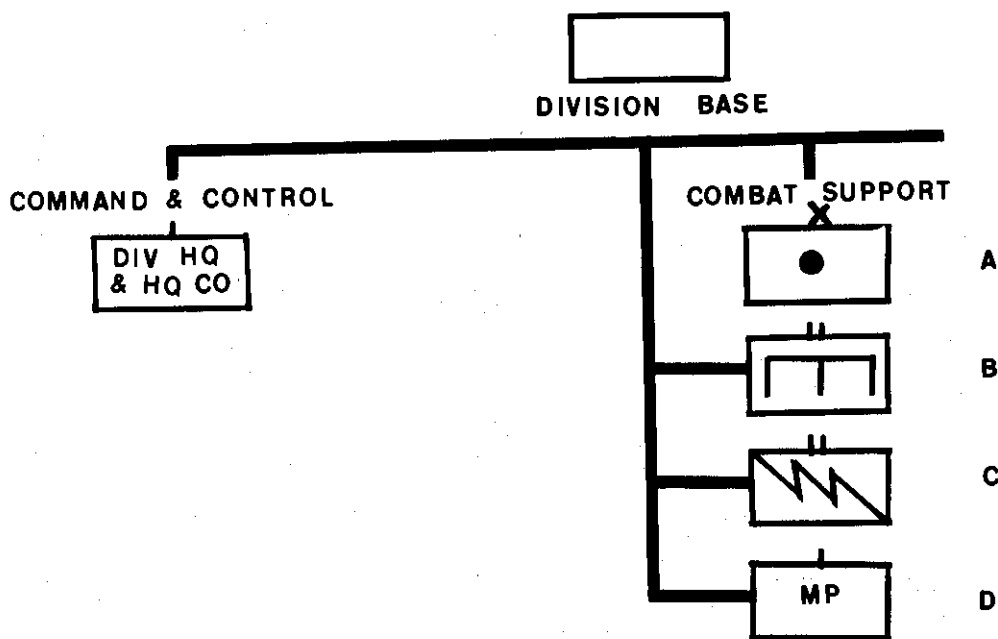 DIVISION BASE
COMMAND & CONTROL
DIV HQ
& HQ CO
COMBAT SUPPORT
A
B
C
MP
D